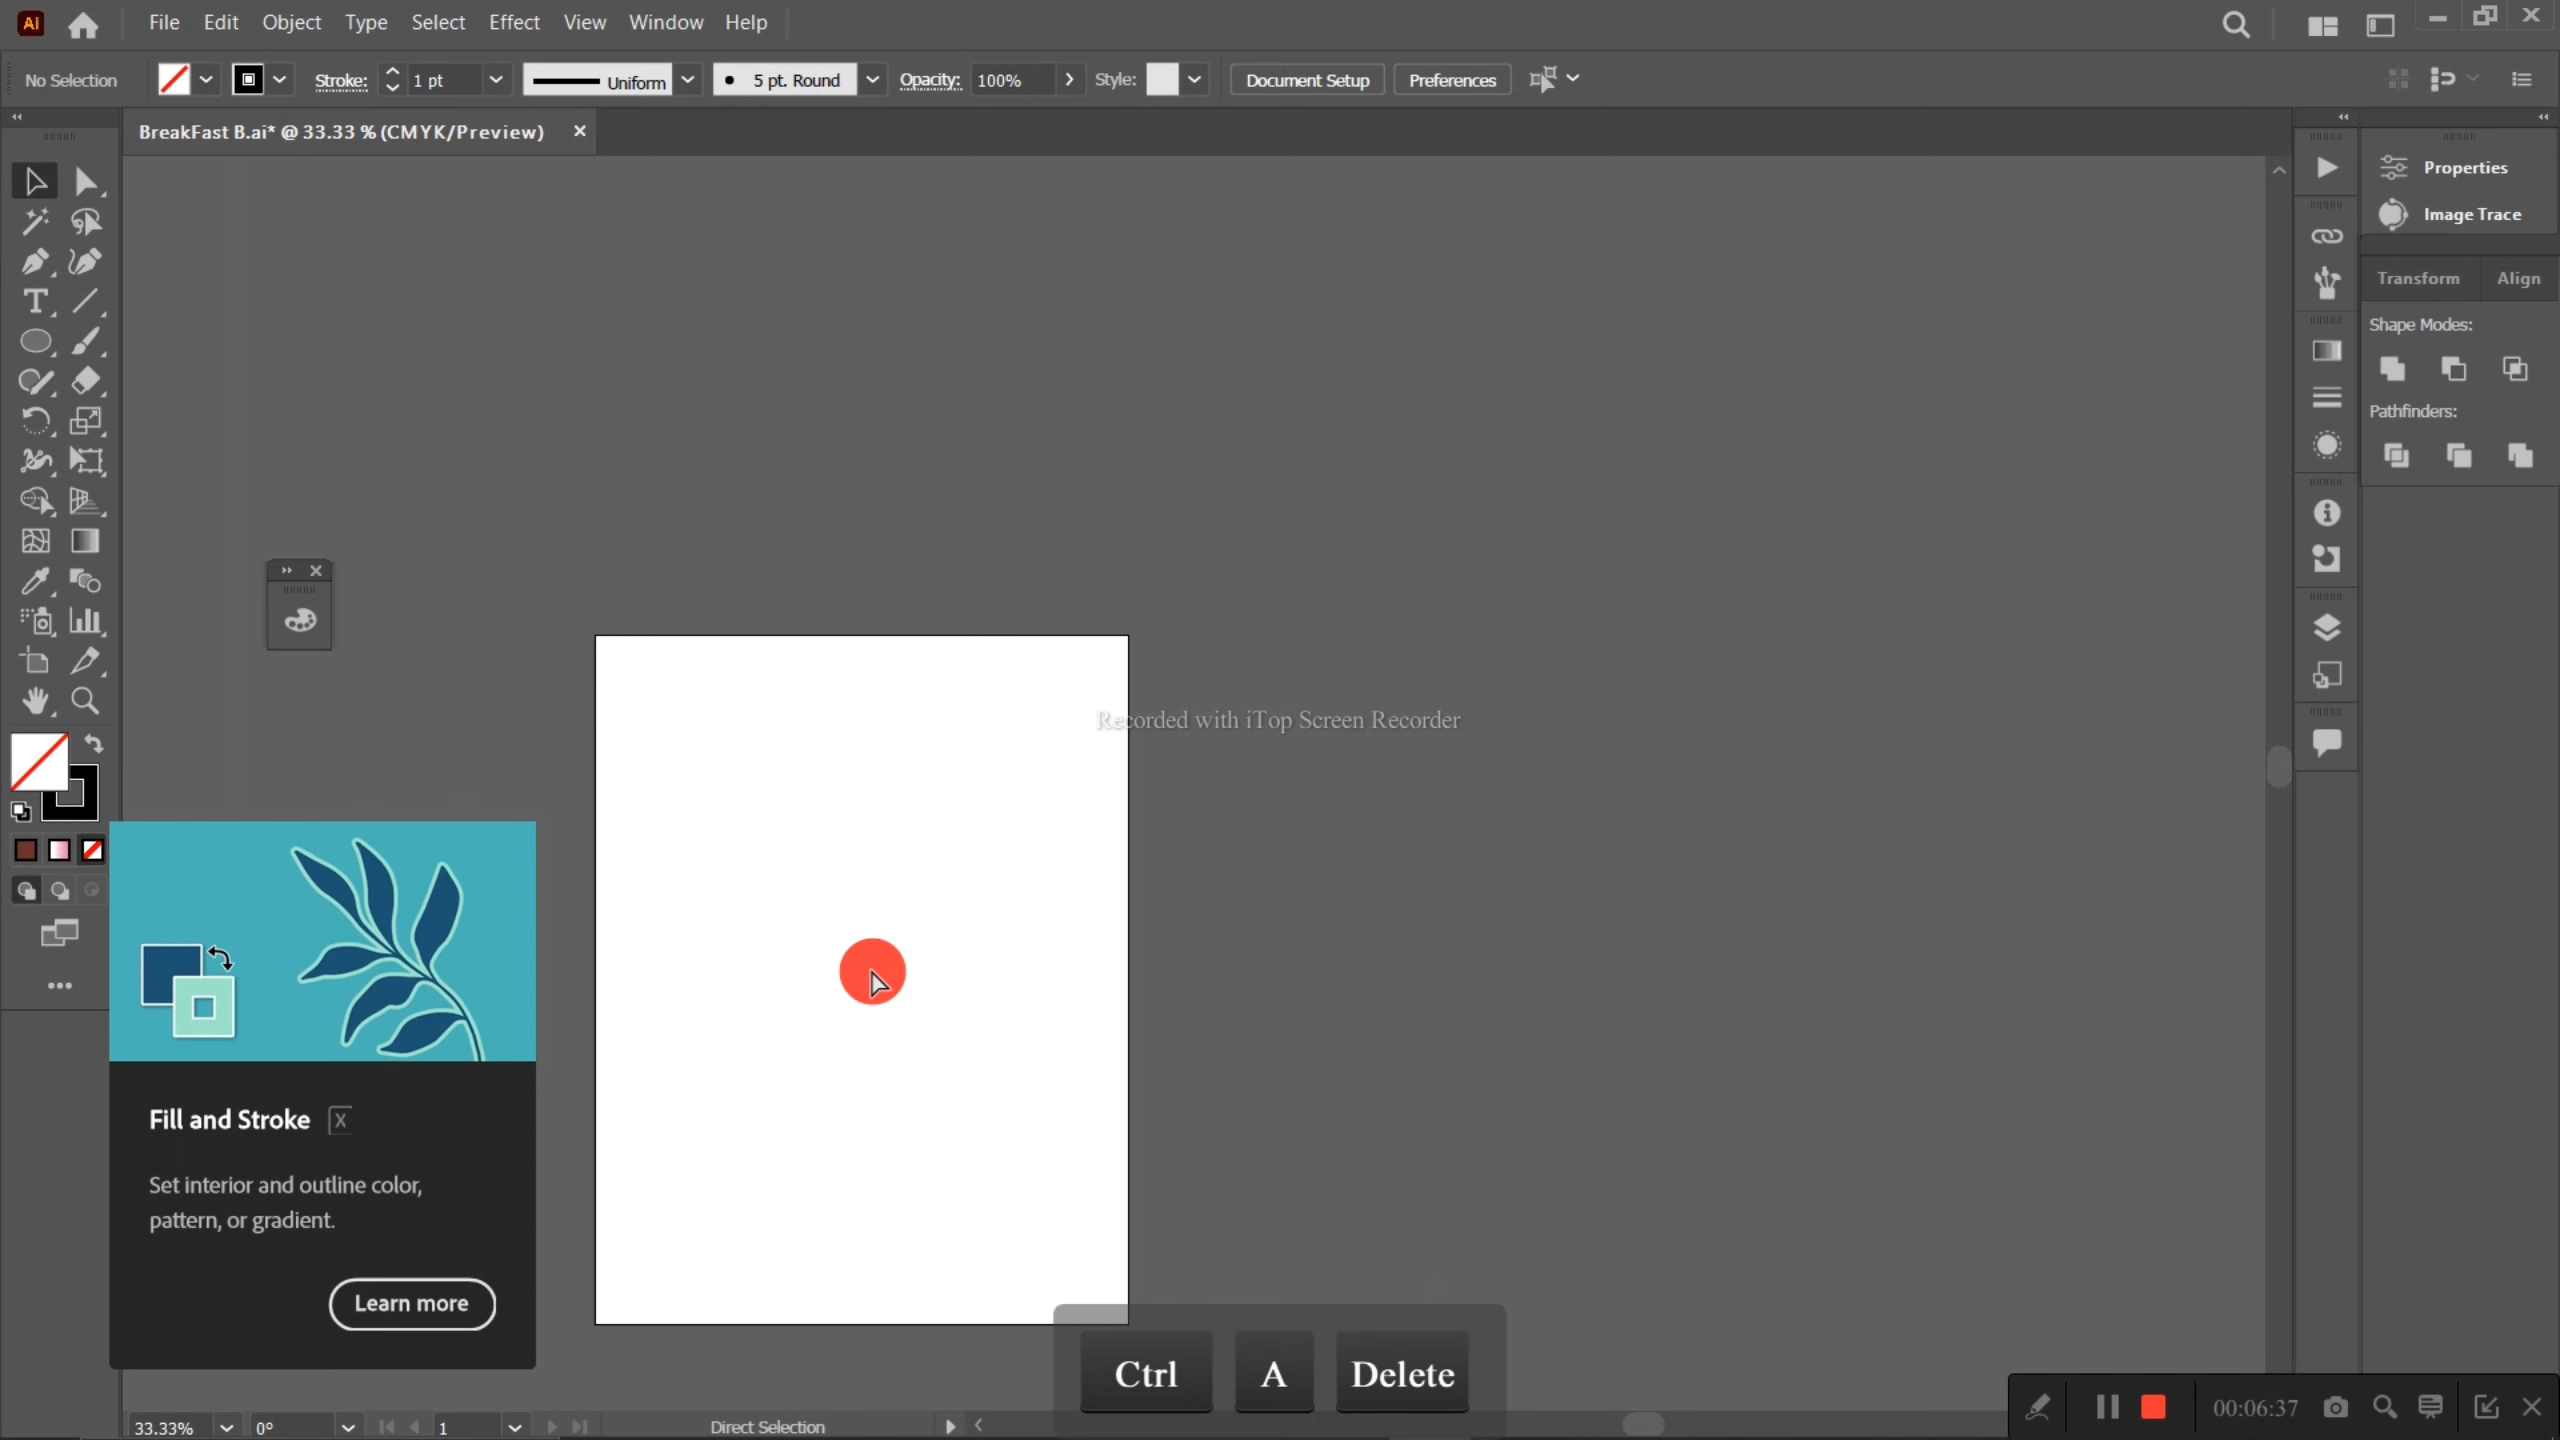 Ai File Edit Object Type Select Effect View Window Help
No Selection Stroke: 1 pt Uniform 5 pt. Round Opacity: 100% Style: Document Setup Preferences
BreakFast B.ai* @ 33.33 % (CMYK/Preview)
Properties
Image Trace
Transform Align
Shape Modes:
Pathfinders:
Recorded with iTop Screen Recorder
Fill and Stroke X
Set interior and outline color,
pattern, or gradient.
Learn more
Ctrl A Delete
33.33% 0° 1 Direct Selection
00:06:37